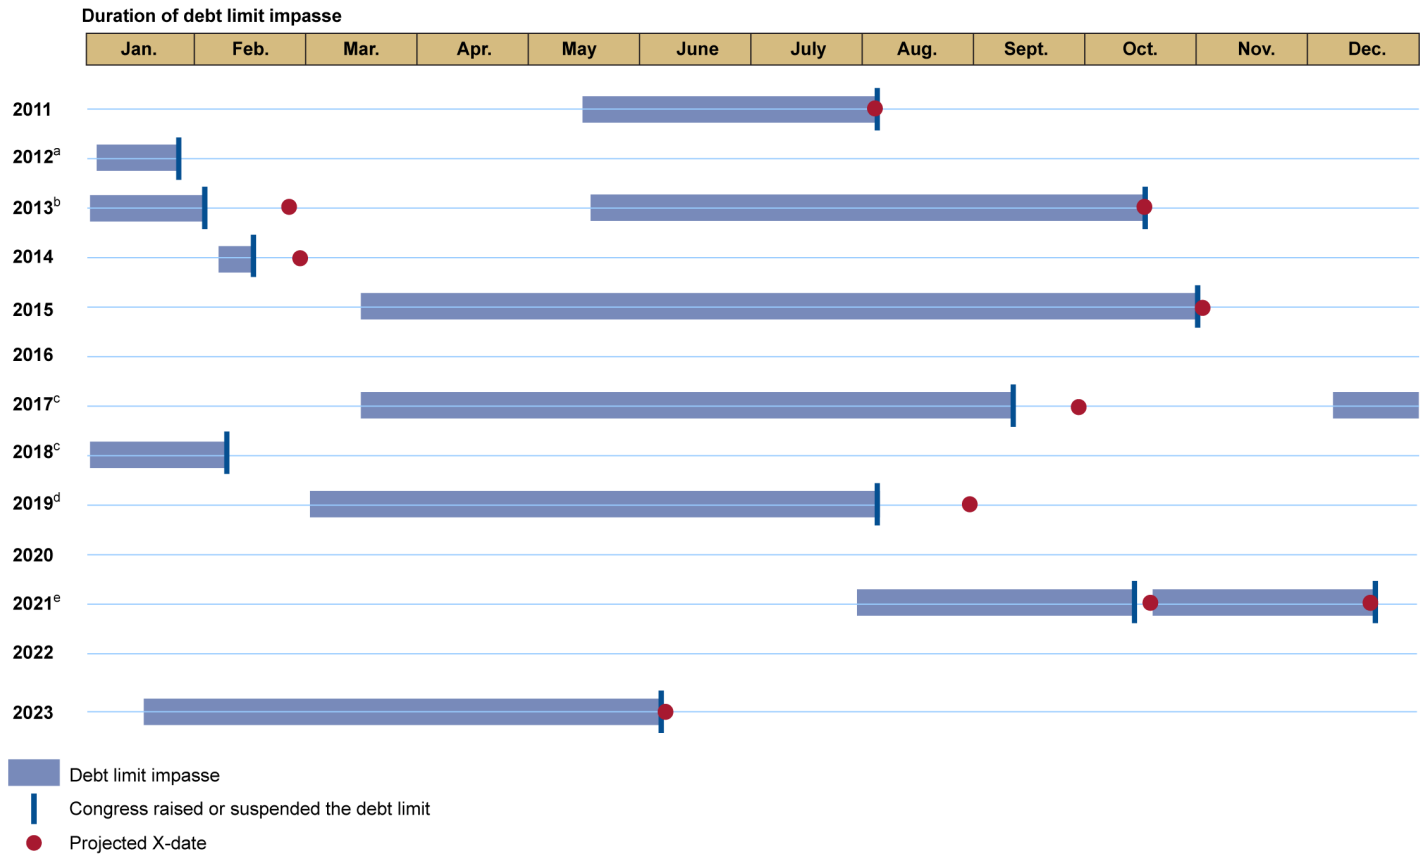 Duration of debt limit impasse
Jan. Feb. Mar. Apr. May June July Aug. Sept. Oct. Nov. Dec.
2011
2012a
2013b
2014
2015
2016
2017c
2018c
2019d
2020
2021e
2022
2023
Debt limit impasse
Congress raised or suspended the debt limit
Projected X-date